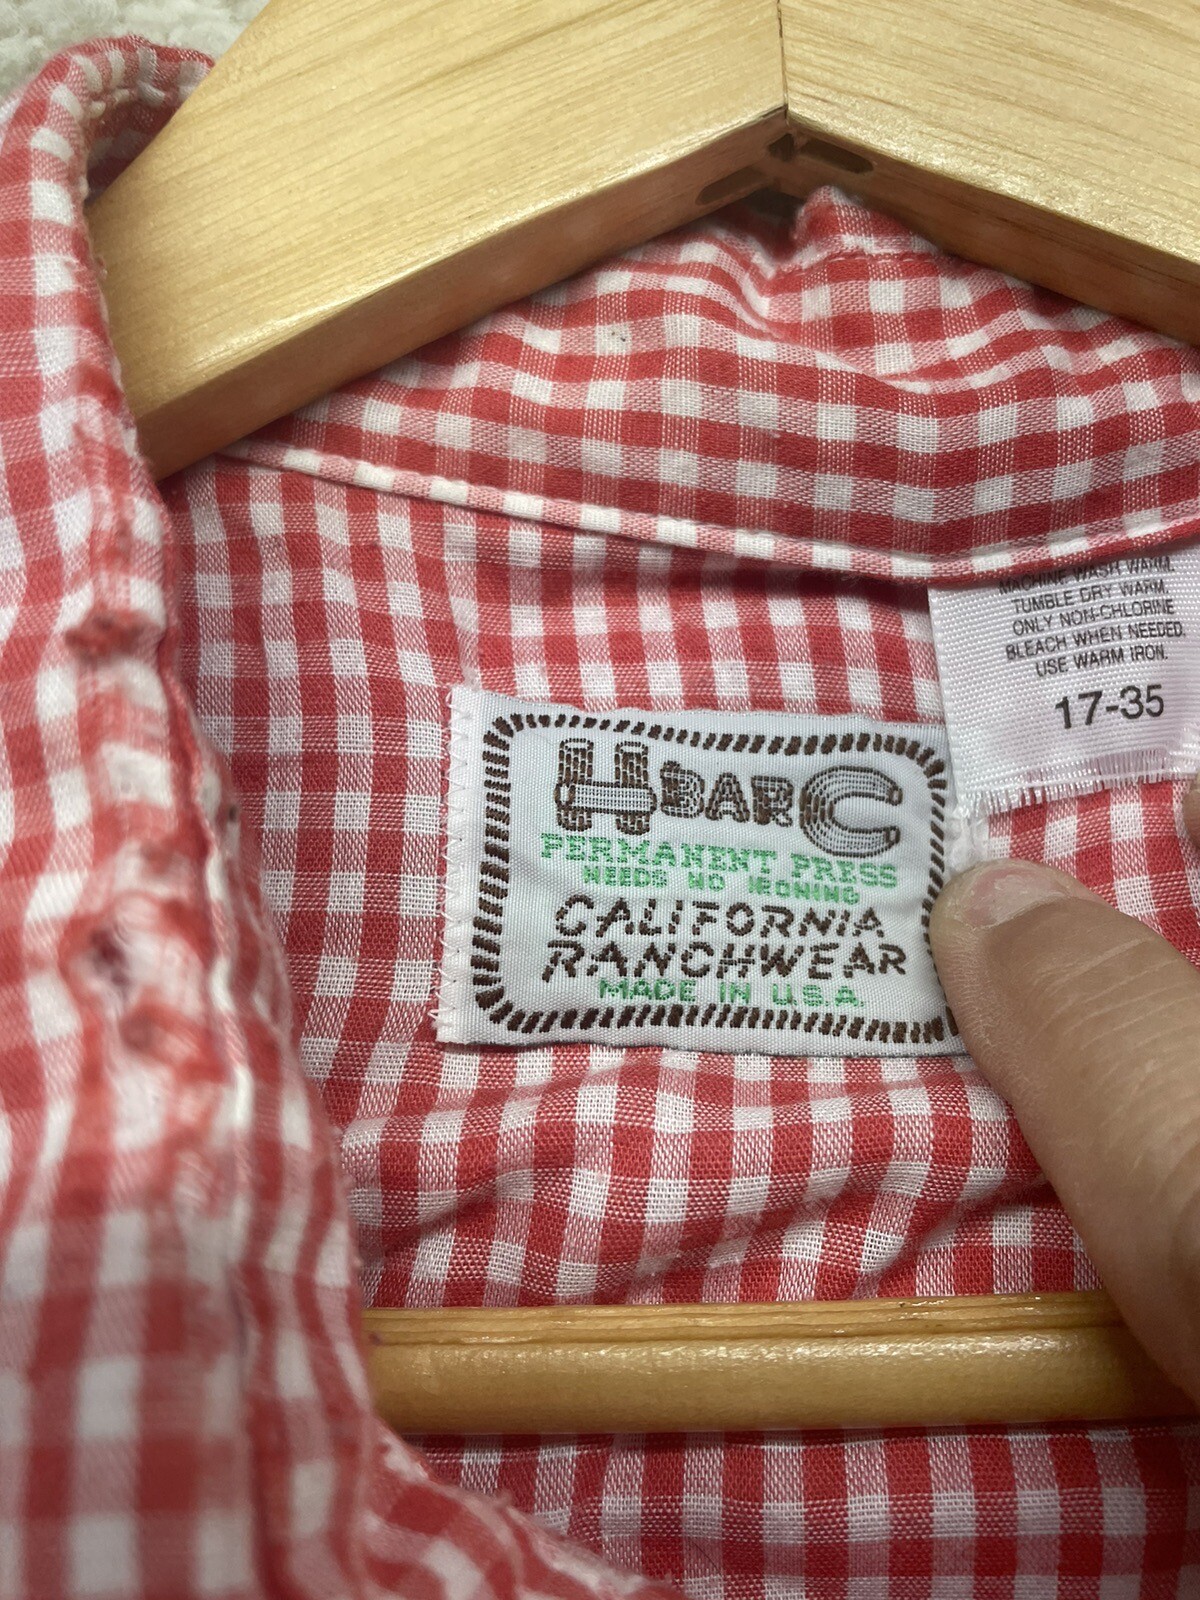 MACHINE WASH WARM,
TUMBLE DRY WARM,
ONLY NON-CHLORINE
BLEACH WHEN NEEDED.
USE WARM IRON.
17-35
H BAR C
PERMANENT PRESS
NEEDS NO IRONING
CALIFORNIA
RANCHWEAR
MADE IN U.S.A.